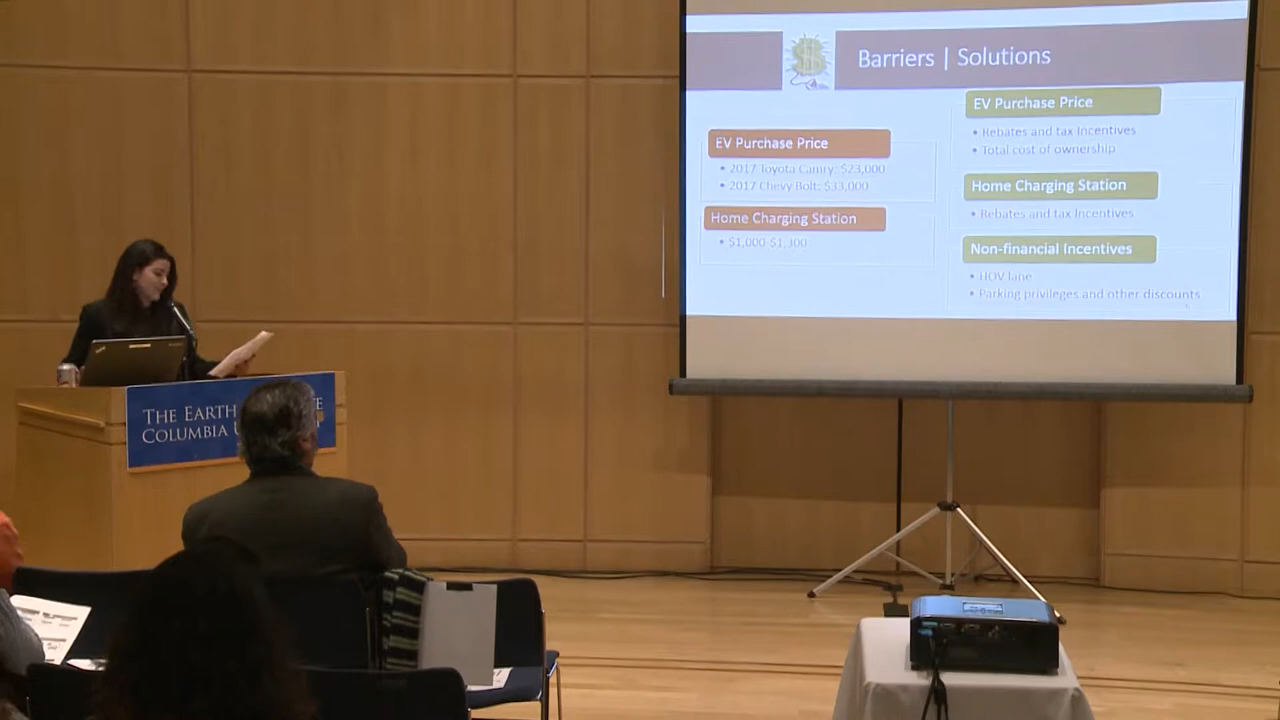 Barriers | Solutions
EV Purchase Price
• 2017 Toyota Camry: $23,000
• 2017 Chevy Bolt: $33,000
Home Charging Station
• $1,000-$1,300
EV Purchase Price
• Rebates and tax Incentives
• Total cost of ownership
Home Charging Station
• Rebates and tax Incentives
Non-financial Incentives
• HOV lane
• Parking privileges and other discounts
THE EARTH
COLUMBIA